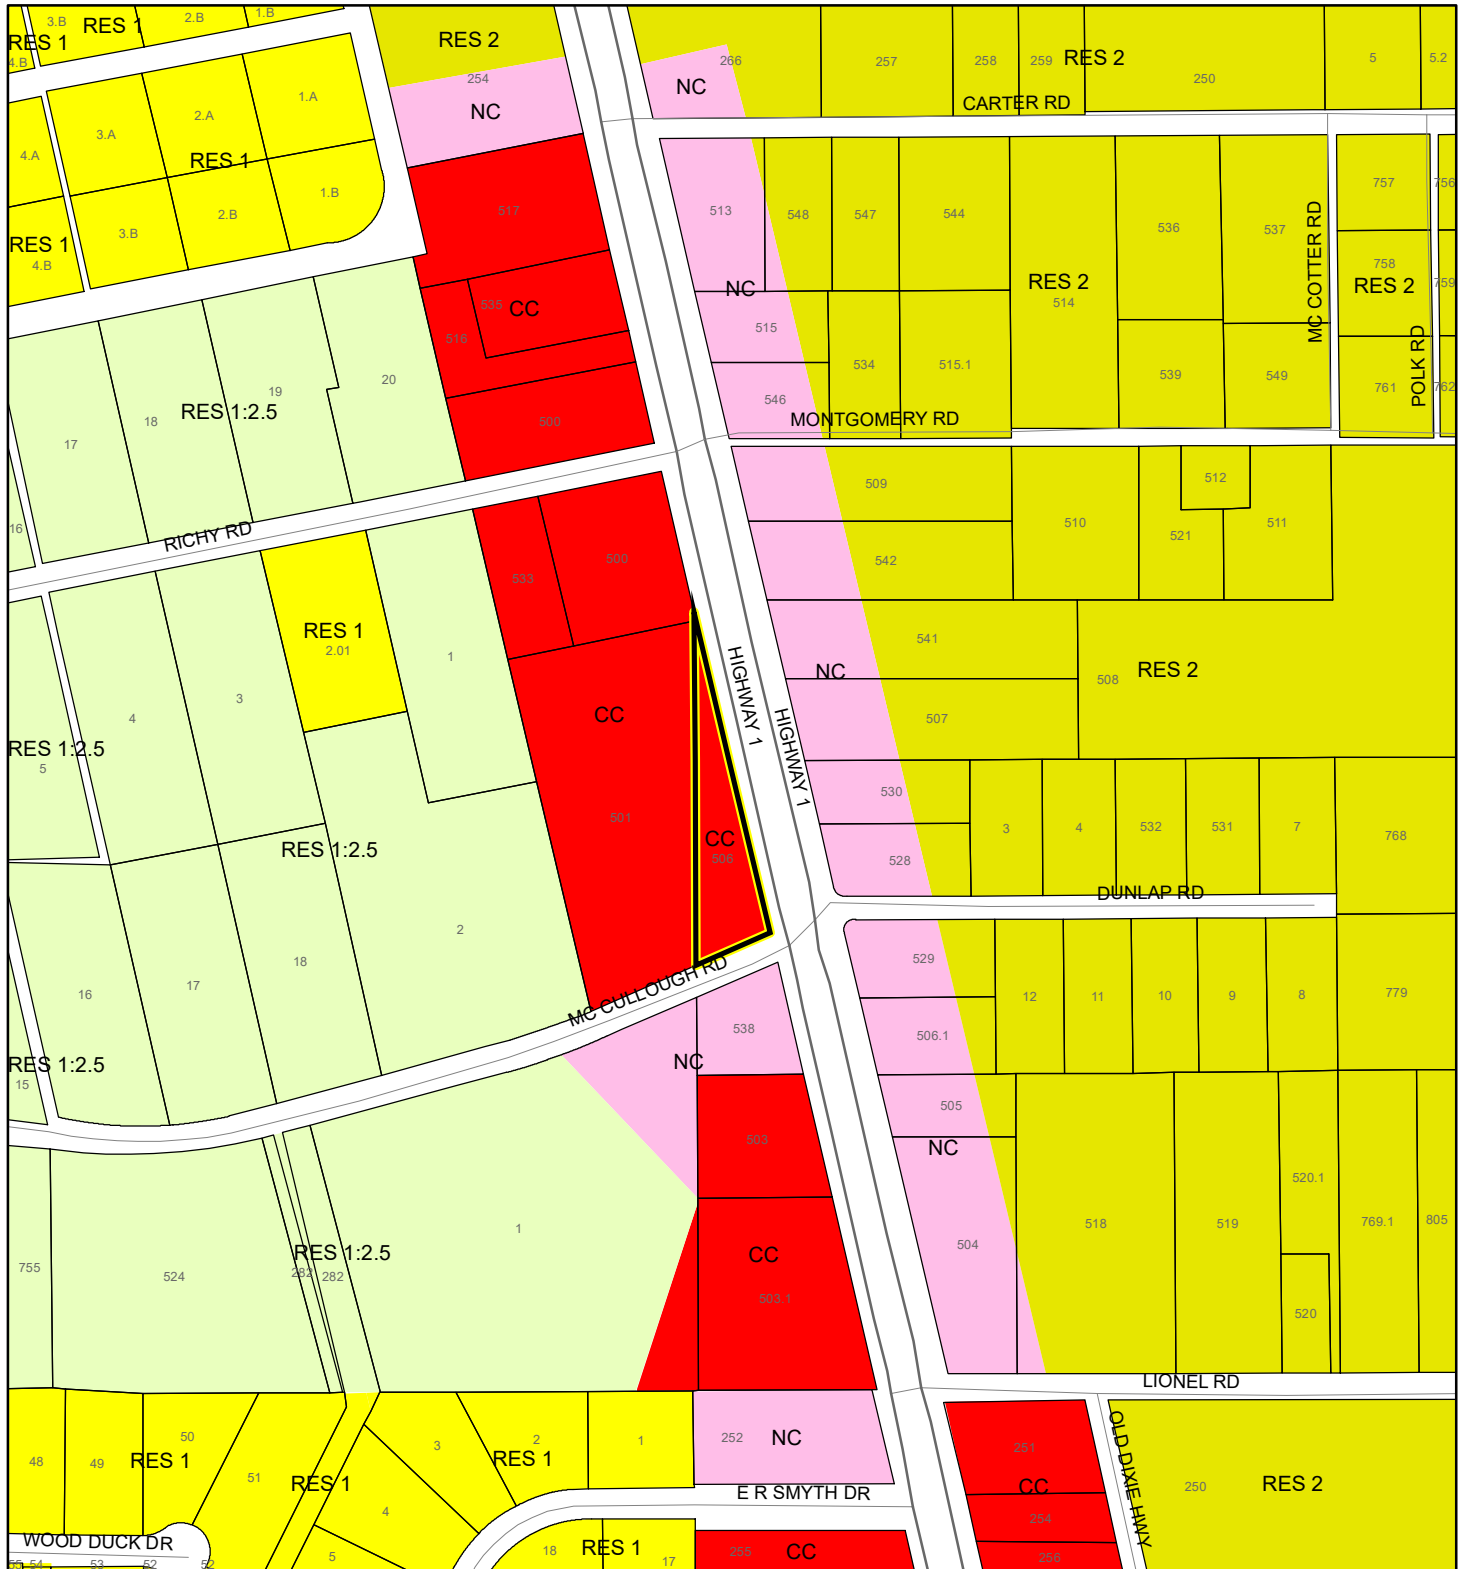 3.B
RES 1
2.B
1.B
RES 1
4.B
RES 2
254
NC
266
NC
257
258
259
RES 2
250
5
5.2
CARTER RD
1.A
2.A
3.A
4.A
RES 1
1.B
2.B
3.B
RES 1
4.B
517
535
CC
516
500
513
548
547
544
536
537
MC COTTER RD
757
756
NC
RES 2
514
758
RES 2
759
515
534
515.1
539
549
761
POLK RD
762
546
MONTGOMERY RD
20
19
18
RES 1:2.5
17
16
RICHY RD
509
510
512
521
511
542
533
500
RES 1
2.01
1
3
4
RES 1:2.5
5
HIGHWAY 1
HIGHWAY 1
541
NC
508
RES 2
507
CC
501
CC
506
530
528
3
4
532
531
7
768
DUNLAP RD
RES 1:2.5
2
18
17
16
RES 1:2.5
15
MC CULLOUGH RD
538
NC
529
506.1
12
11
10
9
8
779
505
NC
504
518
519
520.1
520
769.1
805
503
CC
503.1
1
RES 1:2.5
282
282
524
755
LIONEL RD
252
NC
1
2
3
RES 1
4
5
RES 1
51
50
RES 1
49
48
WOOD DUCK DR
55
54
53
52
52
E R SMYTH DR
18
RES 1
17
255
CC
251
CC
254
256
OLD DIXIE HWY
250
RES 2